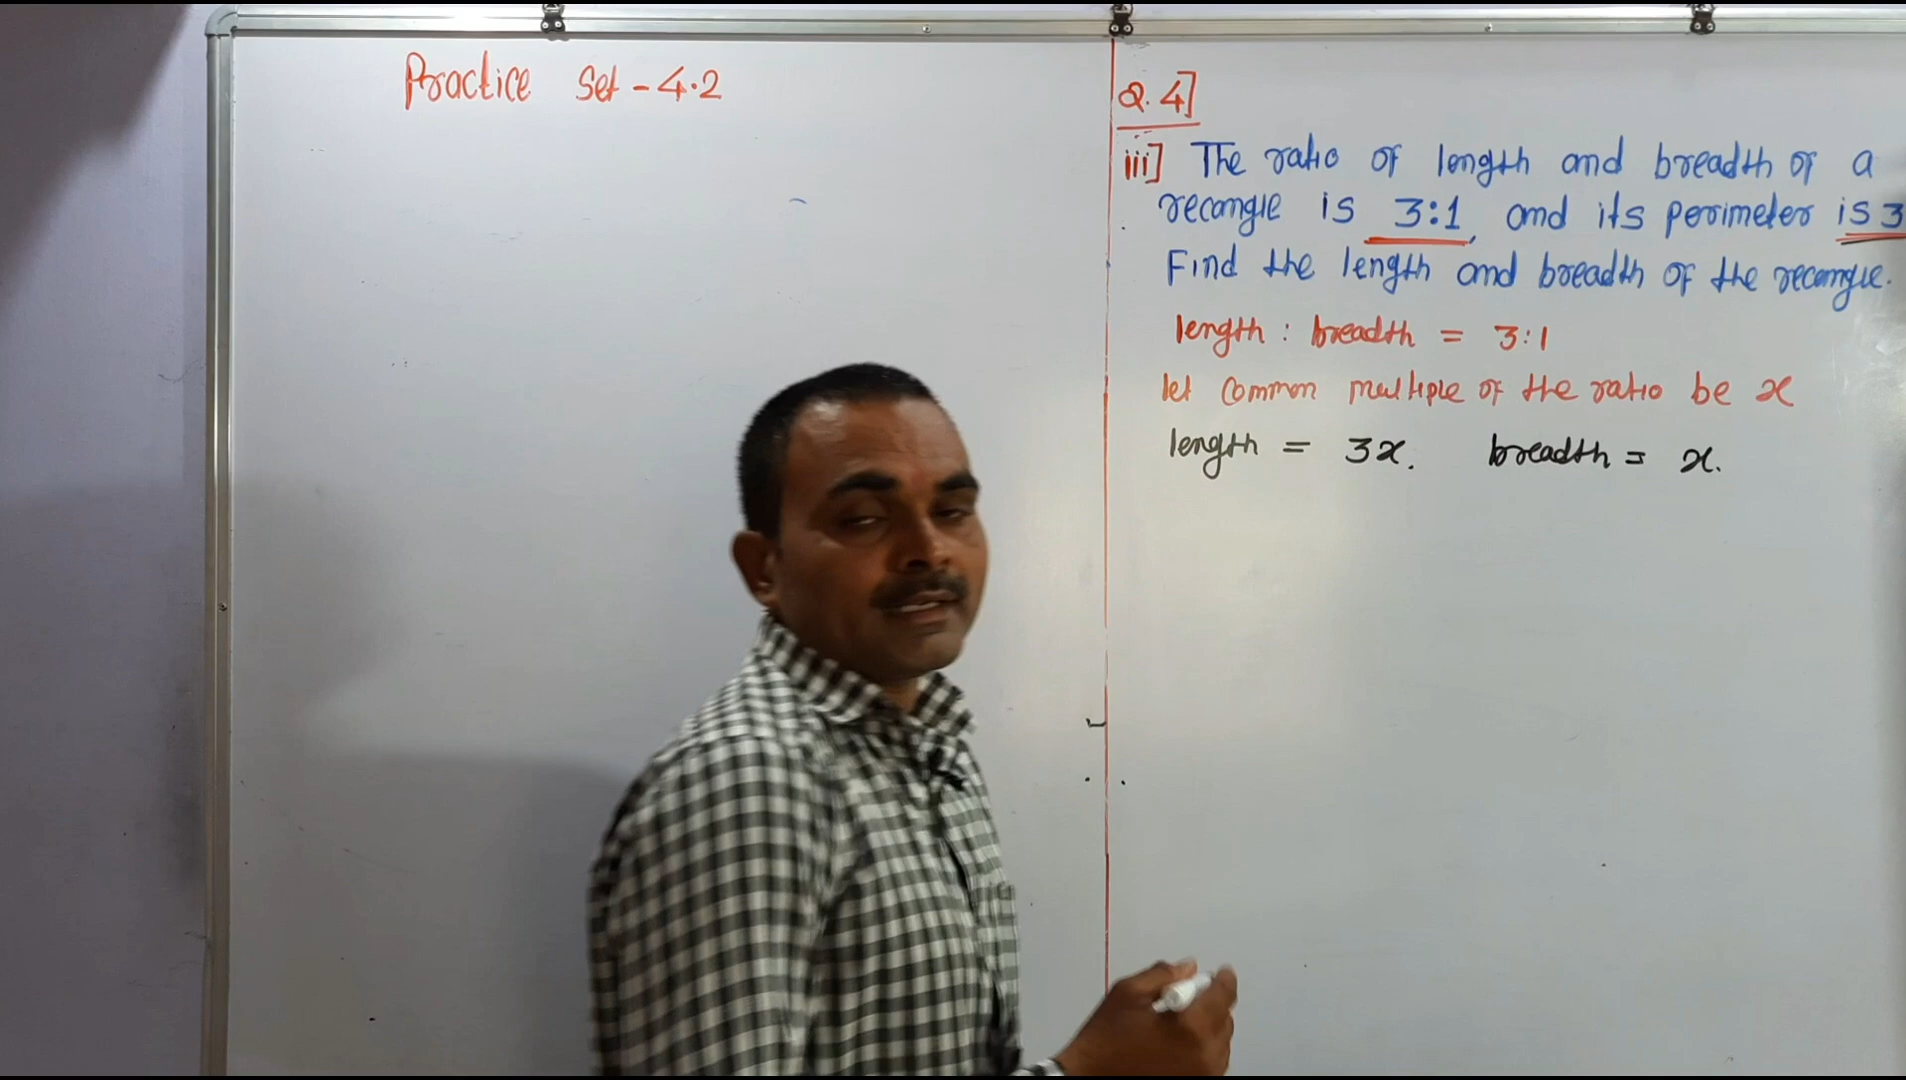 Practice Set - 4.2
Q. 4]
iii] The ratio of length and breadth of a
recangle is 3:1, and its perimeter is 3
Find the length and breadth of the recangle.
length : breadth = 3:1
let common multiple of the ratio be x
length = 3x. breadth = x.